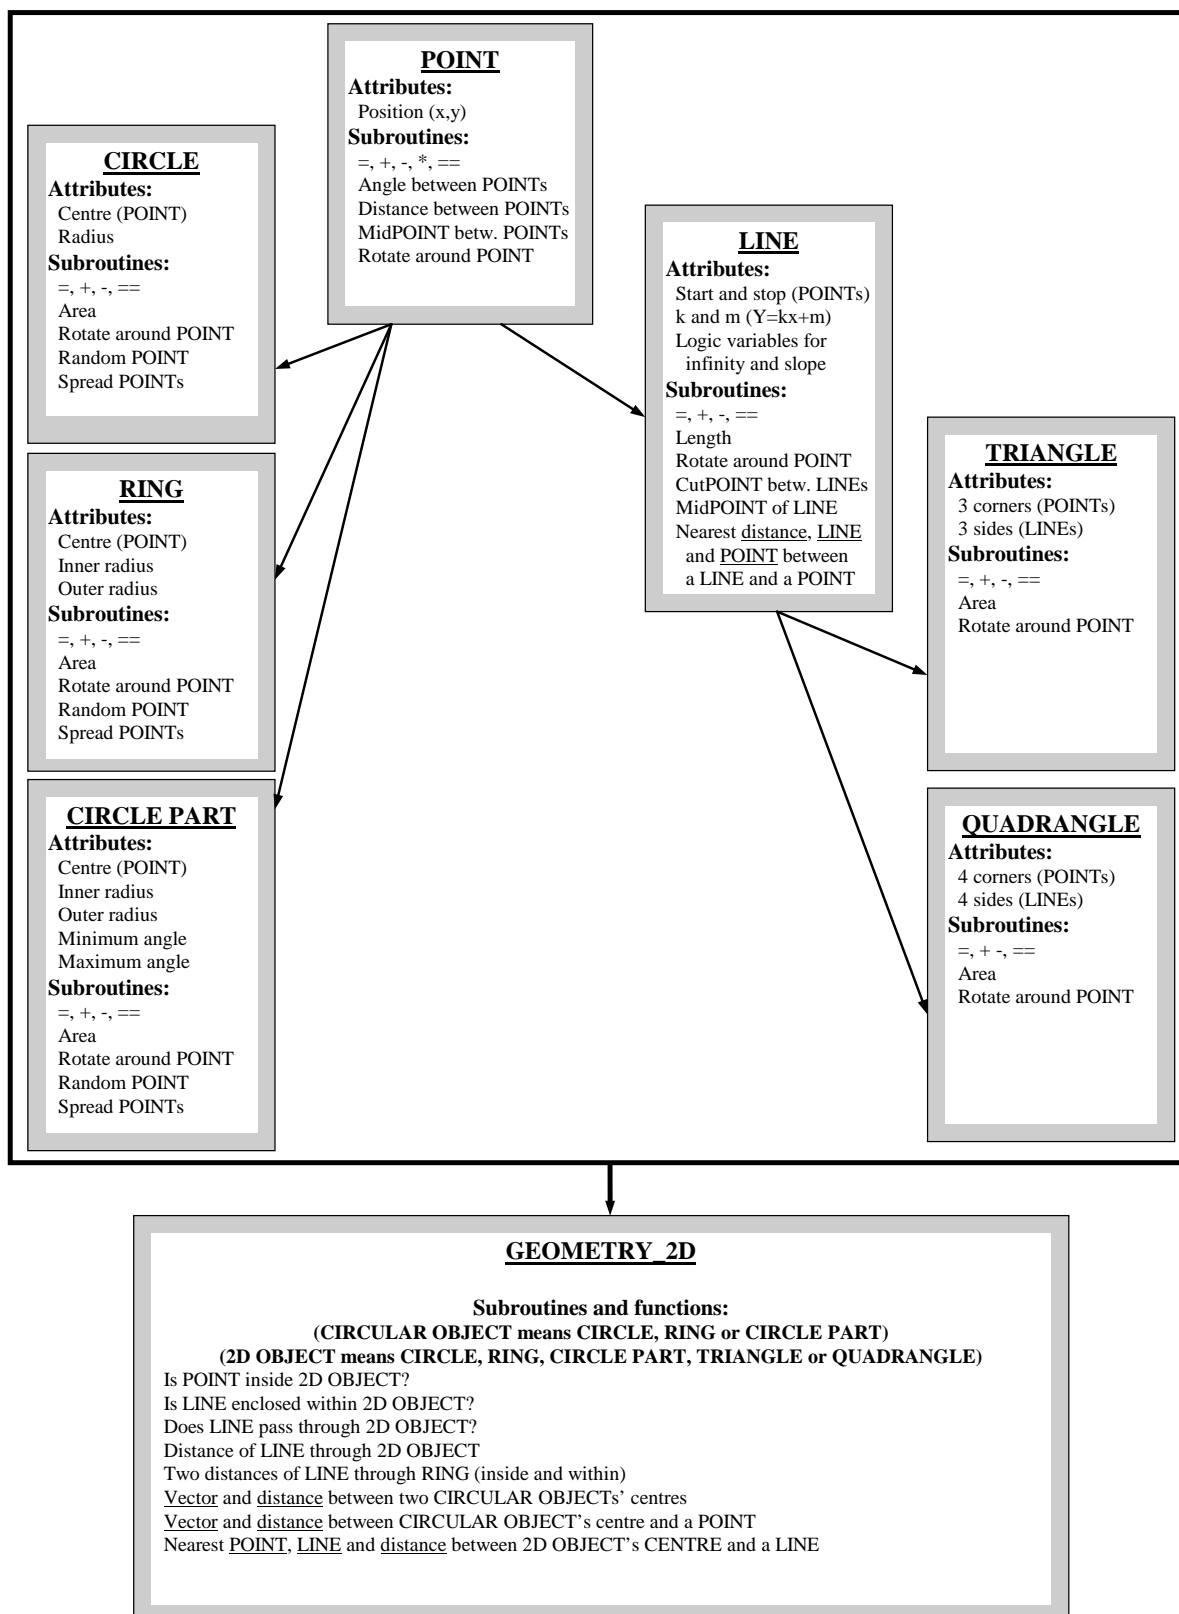 POINT
Attributes:
Position (x,y)
Subroutines:
=, +, -, *, ==
Angle between POINTs
Distance between POINTs
MidPOINT betw. POINTs
Rotate around POINT
CIRCLE
Attributes:
Centre (POINT)
Radius
Subroutines:
=, +, -, ==
Area
Rotate around POINT
Random POINT
Spread POINTs
LINE
Attributes:
Start and stop (POINTs)
k and m (Y=kx+m)
Logic variables for
infinity and slope
Subroutines:
=, +, -, ==
Length
Rotate around POINT
CutPOINT betw. LINEs
MidPOINT of LINE
Nearest distance, LINE
and POINT between
a LINE and a POINT
RING
Attributes:
Centre (POINT)
Inner radius
Outer radius
Subroutines:
=, +, -, ==
Area
Rotate around POINT
Random POINT
Spread POINTs
TRIANGLE
Attributes:
3 corners (POINTs)
3 sides (LINEs)
Subroutines:
=, +, -, ==
Area
Rotate around POINT
CIRCLE PART
Attributes:
Centre (POINT)
Inner radius
Outer radius
Minimum angle
Maximum angle
Subroutines:
=, +, -, ==
Area
Rotate around POINT
Random POINT
Spread POINTs
QUADRANGLE
Attributes:
4 corners (POINTs)
4 sides (LINEs)
Subroutines:
=, + -, ==
Area
Rotate around POINT
GEOMETRY_2D
Subroutines and functions:
(CIRCULAR OBJECT means CIRCLE, RING or CIRCLE PART)
(2D OBJECT means CIRCLE, RING, CIRCLE PART, TRIANGLE or QUADRANGLE)
Is POINT inside 2D OBJECT?
Is LINE enclosed within 2D OBJECT?
Does LINE pass through 2D OBJECT?
Distance of LINE through 2D OBJECT
Two distances of LINE through RING (inside and within)
Vector and distance between two CIRCULAR OBJECTs’ centres
Vector and distance between CIRCULAR OBJECT’s centre and a POINT
Nearest POINT, LINE and distance between 2D OBJECT’s CENTRE and a LINE